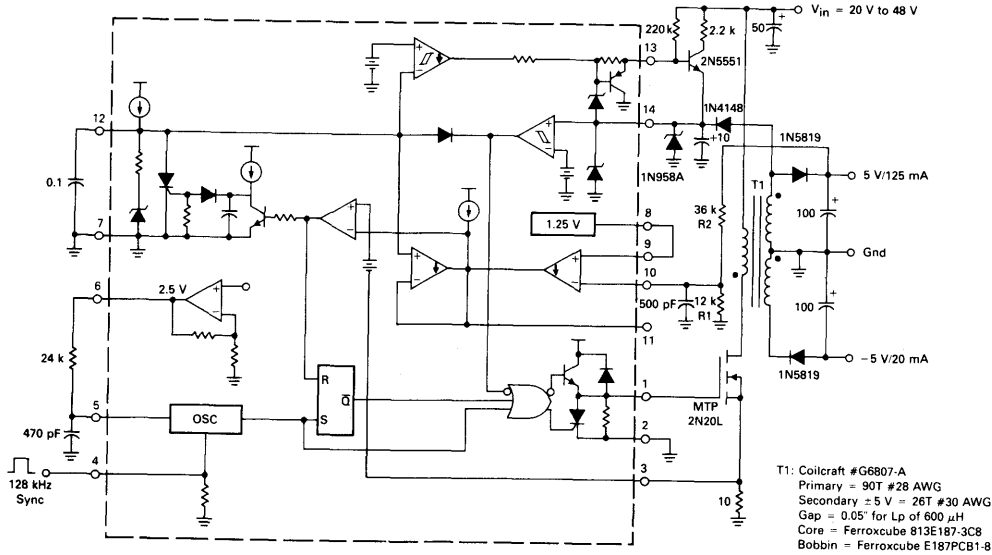 Vin = 20 V to 48 V
50
+
220 k
2.2 k
13
2N5551
14
1N4148
+10
1N5819
1N958A
T1
5 V/125 mA
12
0.1
7
36 k
R2
100
+
1.25 V
8
9
10
Gnd
500 pF
12 k
R1
100
+
11
6
2.5 V
24 k
1N5819
−5 V/20 mA
R
Q
S
1
MTP
2N20L
2
5
OSC
470 pF
4
3
128 kHz
Sync
10
T1: Coilcraft #G6807-A
Primary = 90T #28 AWG
Secondary ±5 V = 26T #30 AWG
Gap = 0.05" for Lp of 600 μH
Core = Ferroxcube 813E187-3C8
Bobbin = Ferroxcube E187PCB1-8